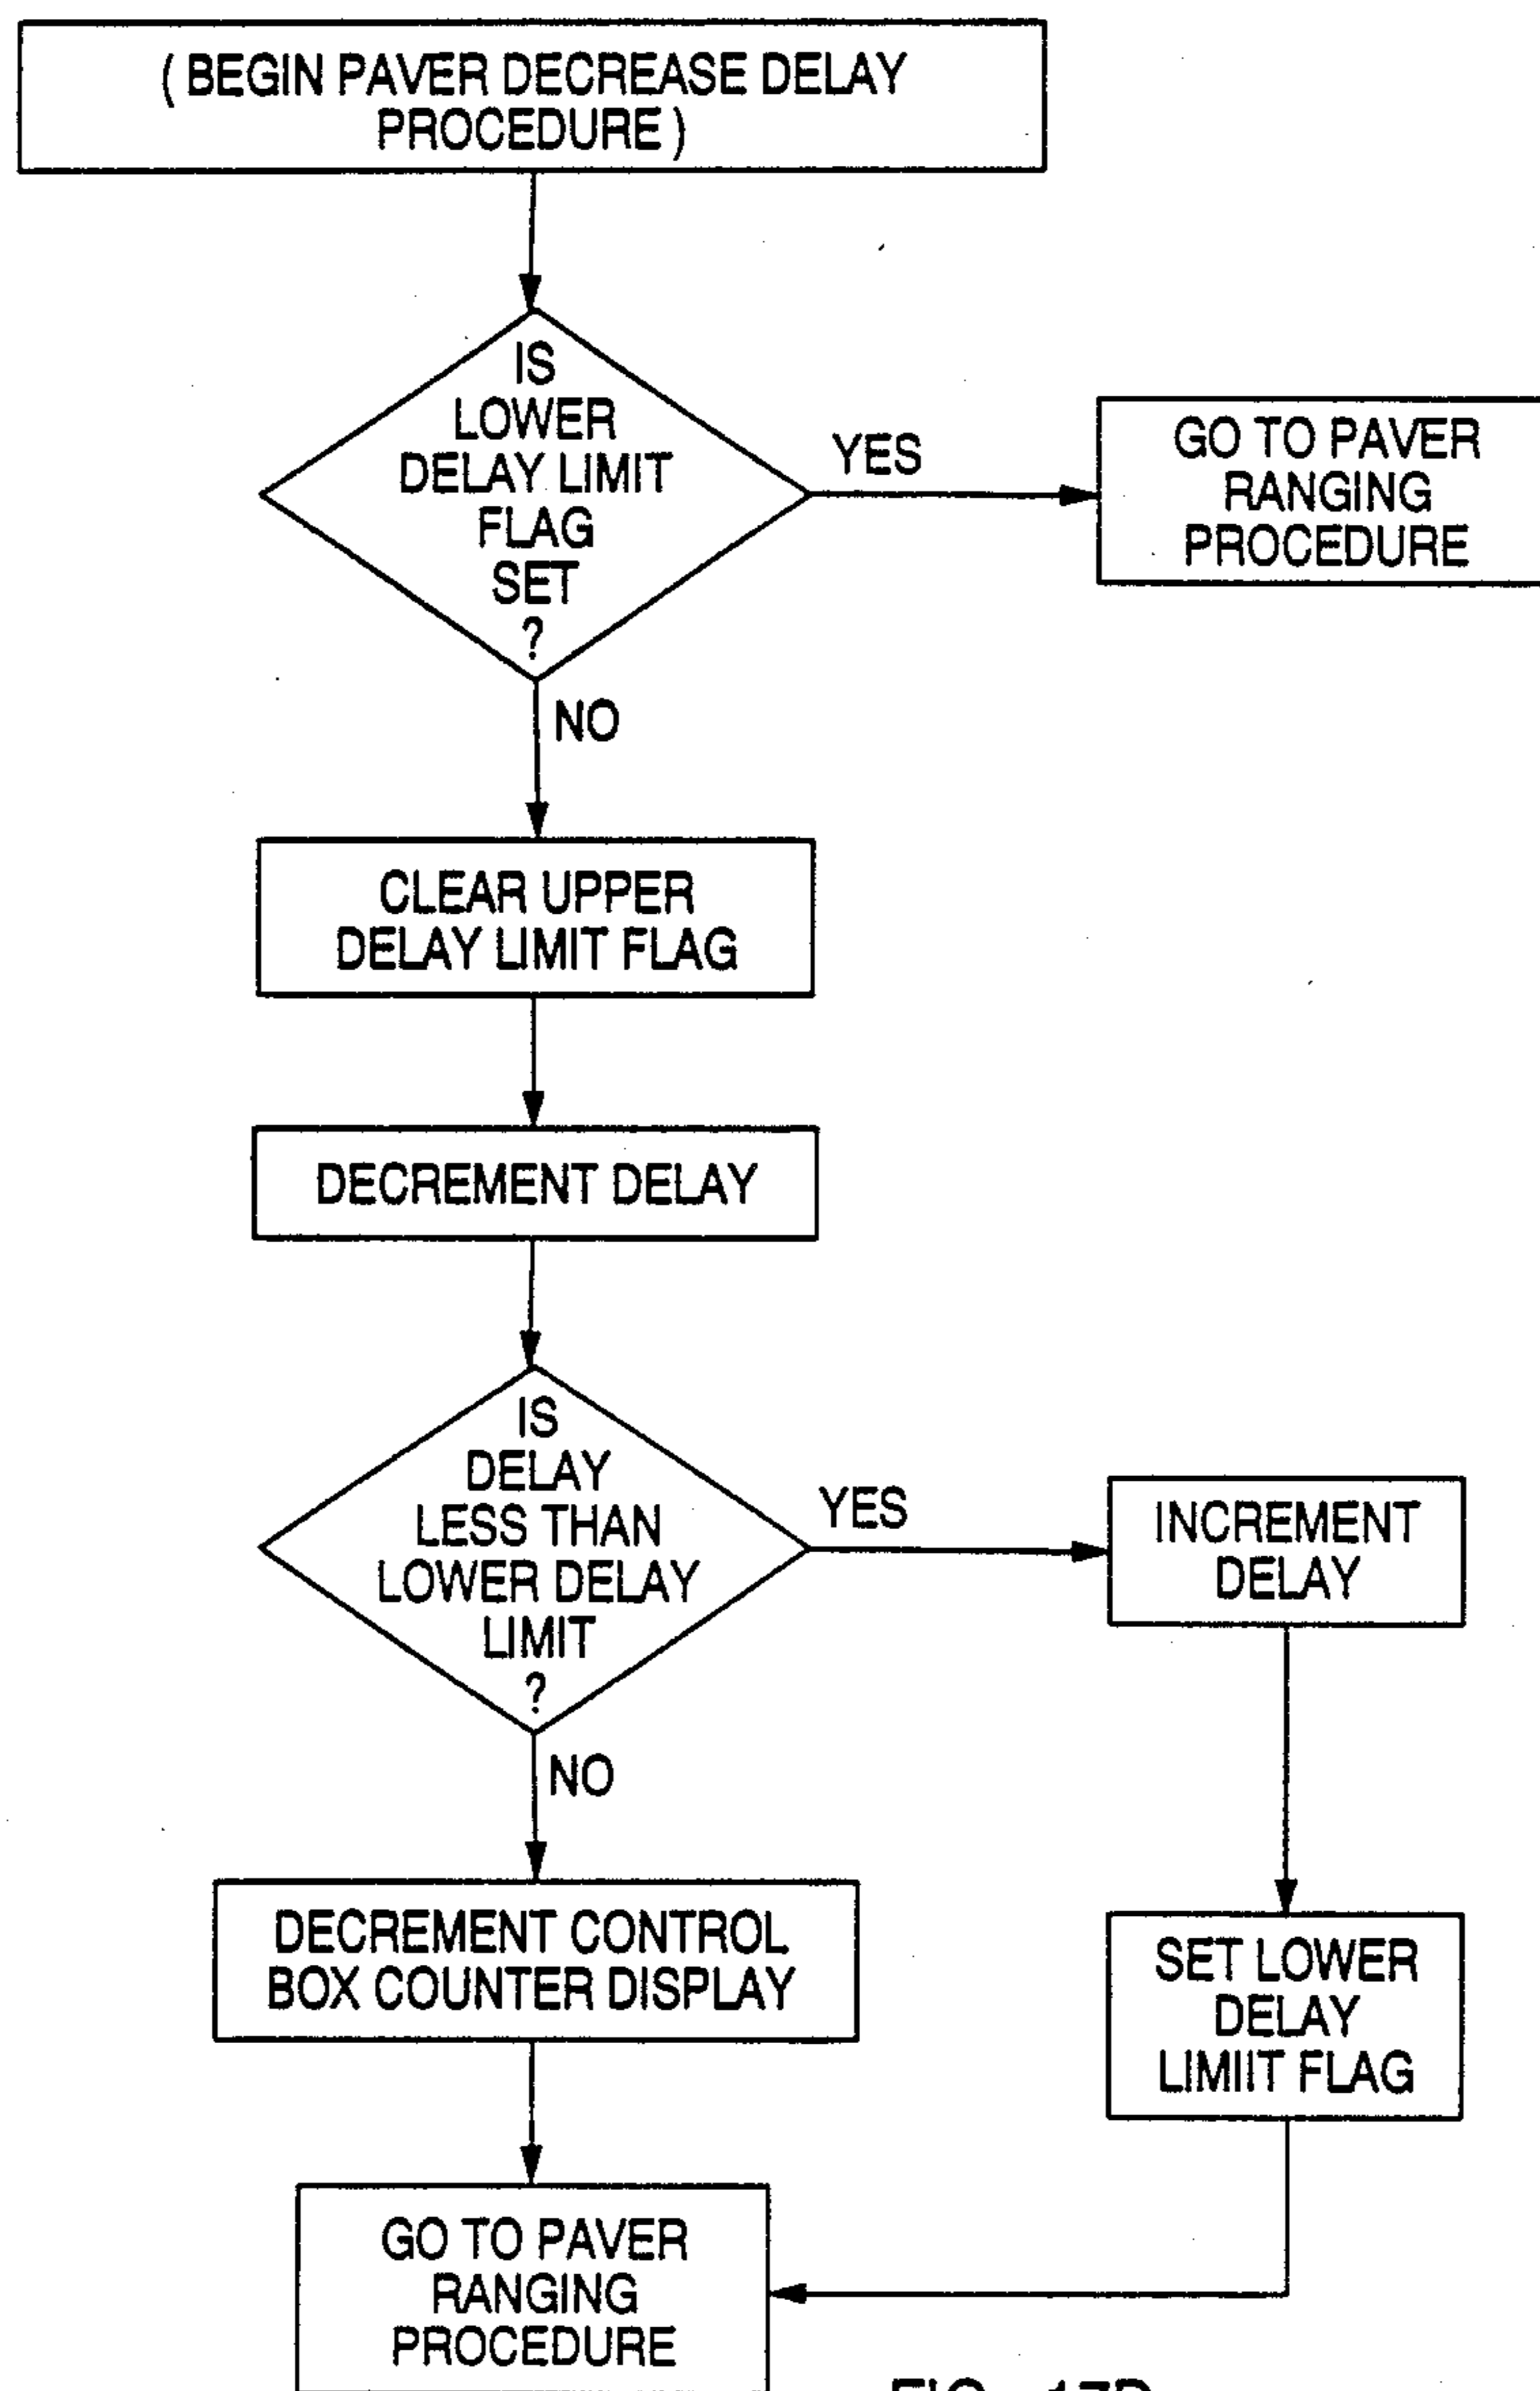 ( BEGIN PAVER DECREASE DELAY
PROCEDURE )
IS
LOWER
DELAY LIMIT
FLAG
SET
?
YES
GO TO PAVER
RANGING
PROCEDURE
NO
CLEAR UPPER
DELAY LIMIT FLAG
DECREMENT DELAY
IS
DELAY
LESS THAN
LOWER DELAY
LIMIT
?
YES
INCREMENT
DELAY
NO
DECREMENT CONTROL
BOX COUNTER DISPLAY
SET LOWER
DELAY
LIMIIT FLAG
GO TO PAVER
RANGING
PROCEDURE